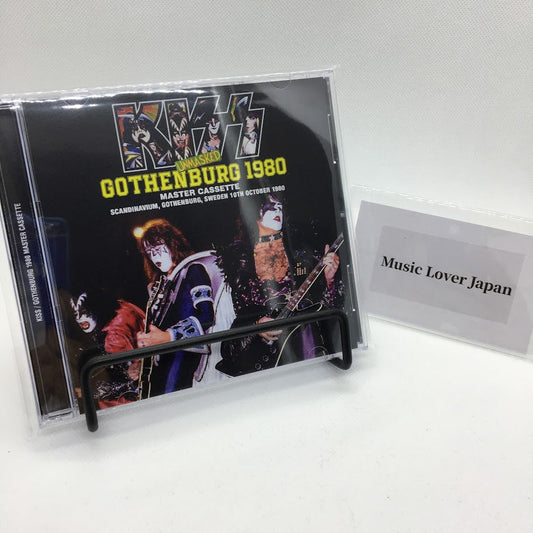 KISS
UNMASKED
GOTHENBURG 1980
MASTER CASSETTE
SCANDINAVIUM, GOTHENBURG, SWEDEN 10TH OCTOBER 1980
KISS / GOTHENBURG 1980 MASTER CASSETTE
Music Lover Japan